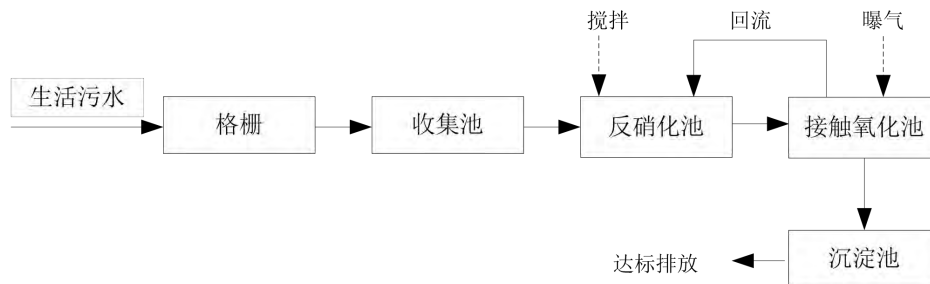 搅拌
回流
曝气
生活污水
格栅
收集池
反硝化池
接触氧化池
达标排放
沉淀池